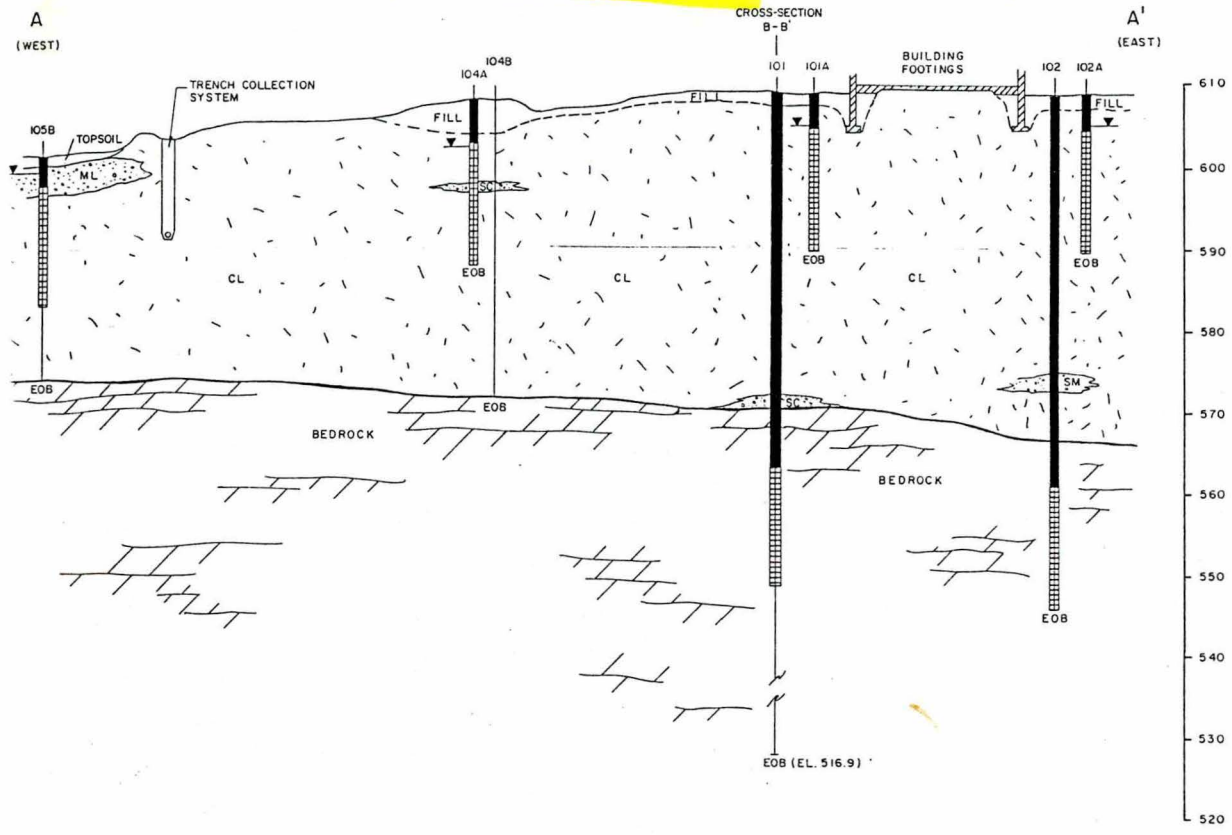 A
(WEST)
CROSS-SECTION
B-B'
A'
(EAST)
105B
TOPSOIL
ML
TRENCH COLLECTION
SYSTEM
104A
104B
FILL
SC
EOB
101
101A
FILL
BUILDING
FOOTINGS
102
102A
FILL
EOB
EOB
CL
CL
CL
EOB
EOB
SC
SM
BEDROCK
BEDROCK
EOB
EOB (EL. 516.9)
610
600
590
580
570
560
550
540
530
520